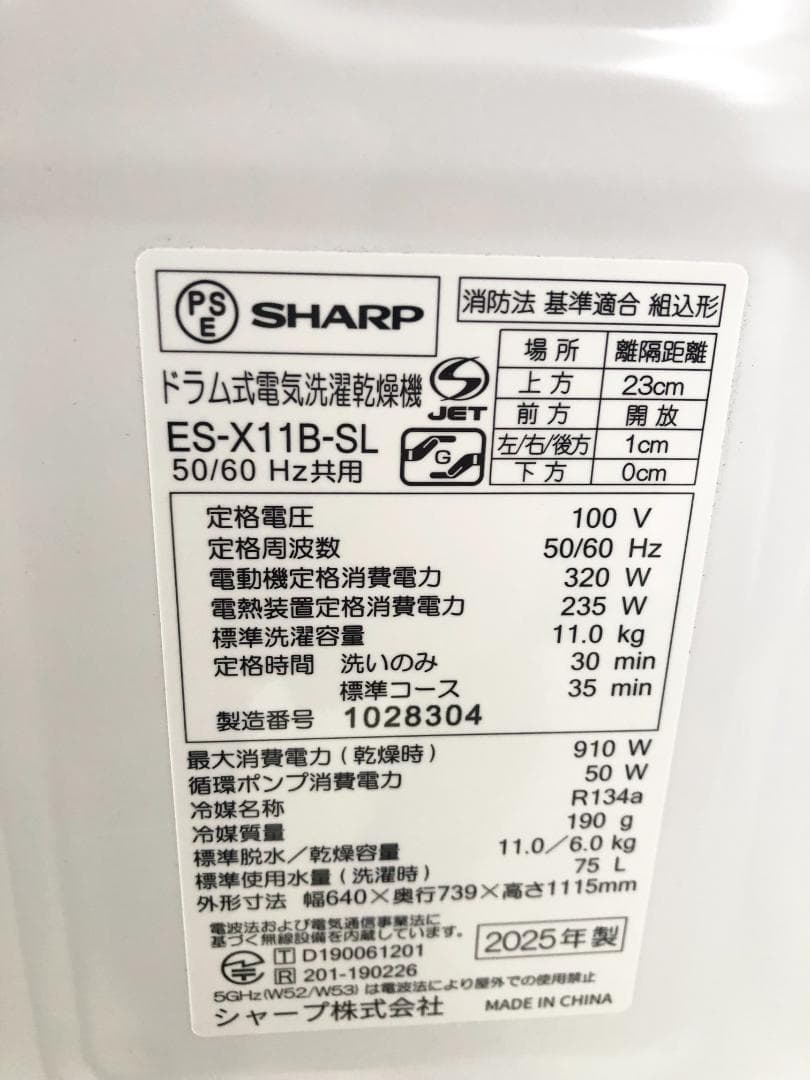 PS
E
SHARP
消防法 基準適合 組込形
場所 離隔距離
上方 23cm
前方 開放
左/右/後方 1cm
下方 0cm
ドラム式電気洗濯乾燥機
S
JET
ES-X11B-SL
G
50/60 Hz共用
定格電圧 100 V
定格周波数 50/60 Hz
電動機定格消費電力 320 W
電熱装置定格消費電力 235 W
標準洗濯容量 11.0 kg
定格時間 洗いのみ 30 min
標準コース 35 min
製造番号 1028304
最大消費電力(乾燥時) 910 W
循環ポンプ消費電力 50 W
冷媒名称 R134a
冷媒質量 190 g
標準脱水/乾燥容量 11.0/6.0 kg
標準使用水量(洗濯時) 75 L
外形寸法 幅640×奥行739×高さ1115mm
電波法および電気通信事業法に
基づく無線設備を内蔵しています。
T D190061201
R 201-190226
2025年製
5GHz(W52/W53)は電波法により屋外での使用禁止
シャープ株式会社 MADE IN CHINA